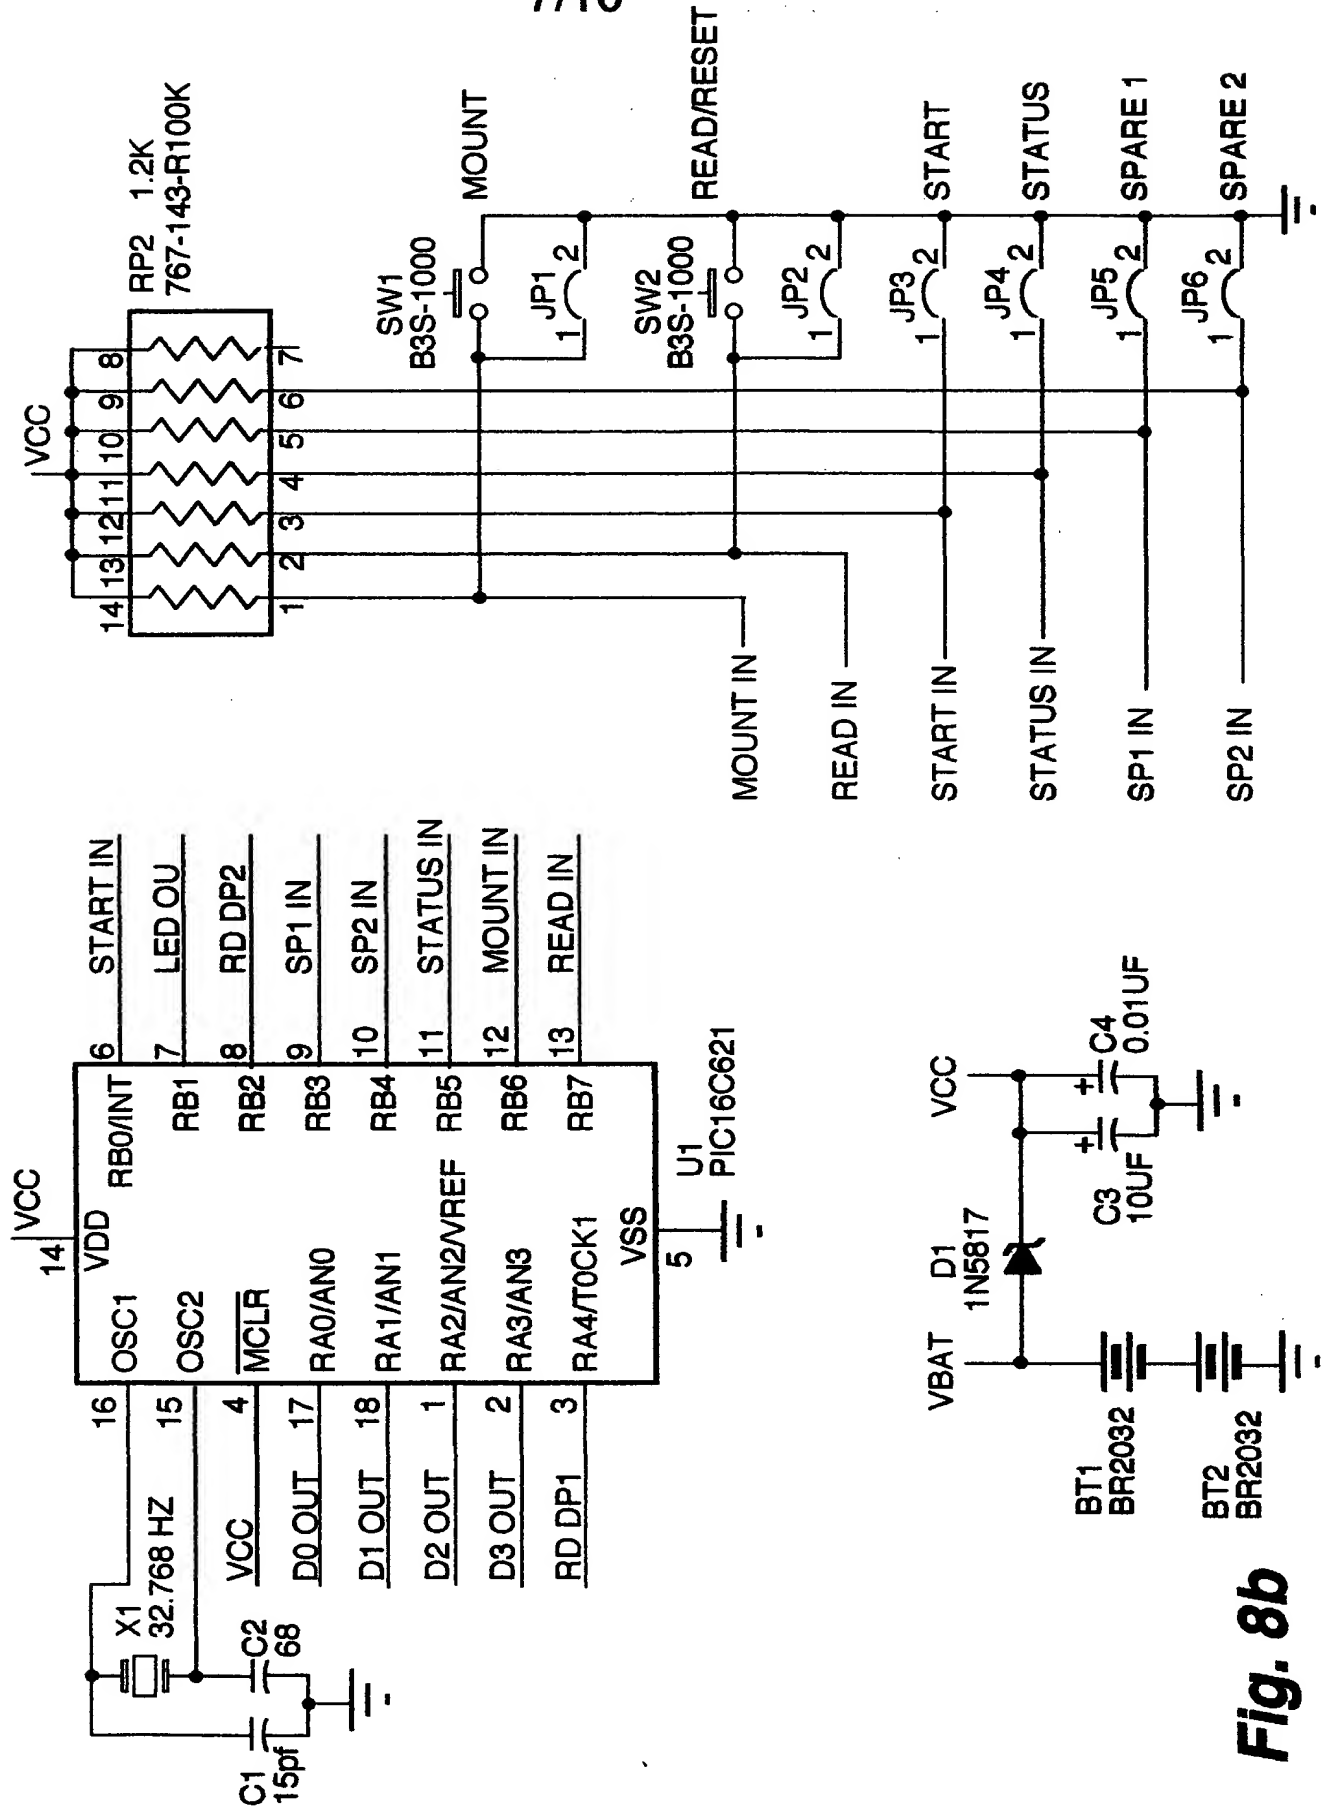 7/16
VCC
14
VDD
16
OSC1
RB0/INT
6
START IN
15
OSC2
RB1
7
LED OU
VCC
4
MCLR
RB2
8
RD DP2
D0 OUT
17
RA0/AN0
RB3
9
SP1 IN
D1 OUT
18
RA1/AN1
RB4
10
SP2 IN
D2 OUT
1
RA2/AN2/VREF
RB5
11
STATUS IN
D3 OUT
2
RA3/AN3
RB6
12
MOUNT IN
RD DP1
3
RA4/T0CK1
RB7
13
READ IN
VSS
5
U1
PIC16C621
X1
32.768 HZ
C1
15pf
C2
68
VCC
14
13
12
11
10
9
8
1
2
3
4
5
6
7
RP2 1.2K
767-143-R100K
SW1
B3S-1000
MOUNT
JP1
1
2
SW2
B3S-1000
READ/RESET
JP2
1
2
JP3
1
2
START
JP4
1
2
STATUS
JP5
1
2
SPARE 1
JP6
1
2
SPARE 2
MOUNT IN
READ IN
START IN
STATUS IN
SP1 IN
SP2 IN
VBAT
D1
1N5817
VCC
BT1
BR2032
BT2
BR2032
+
C3
10UF
+
C4
0.01UF
Fig. 8b